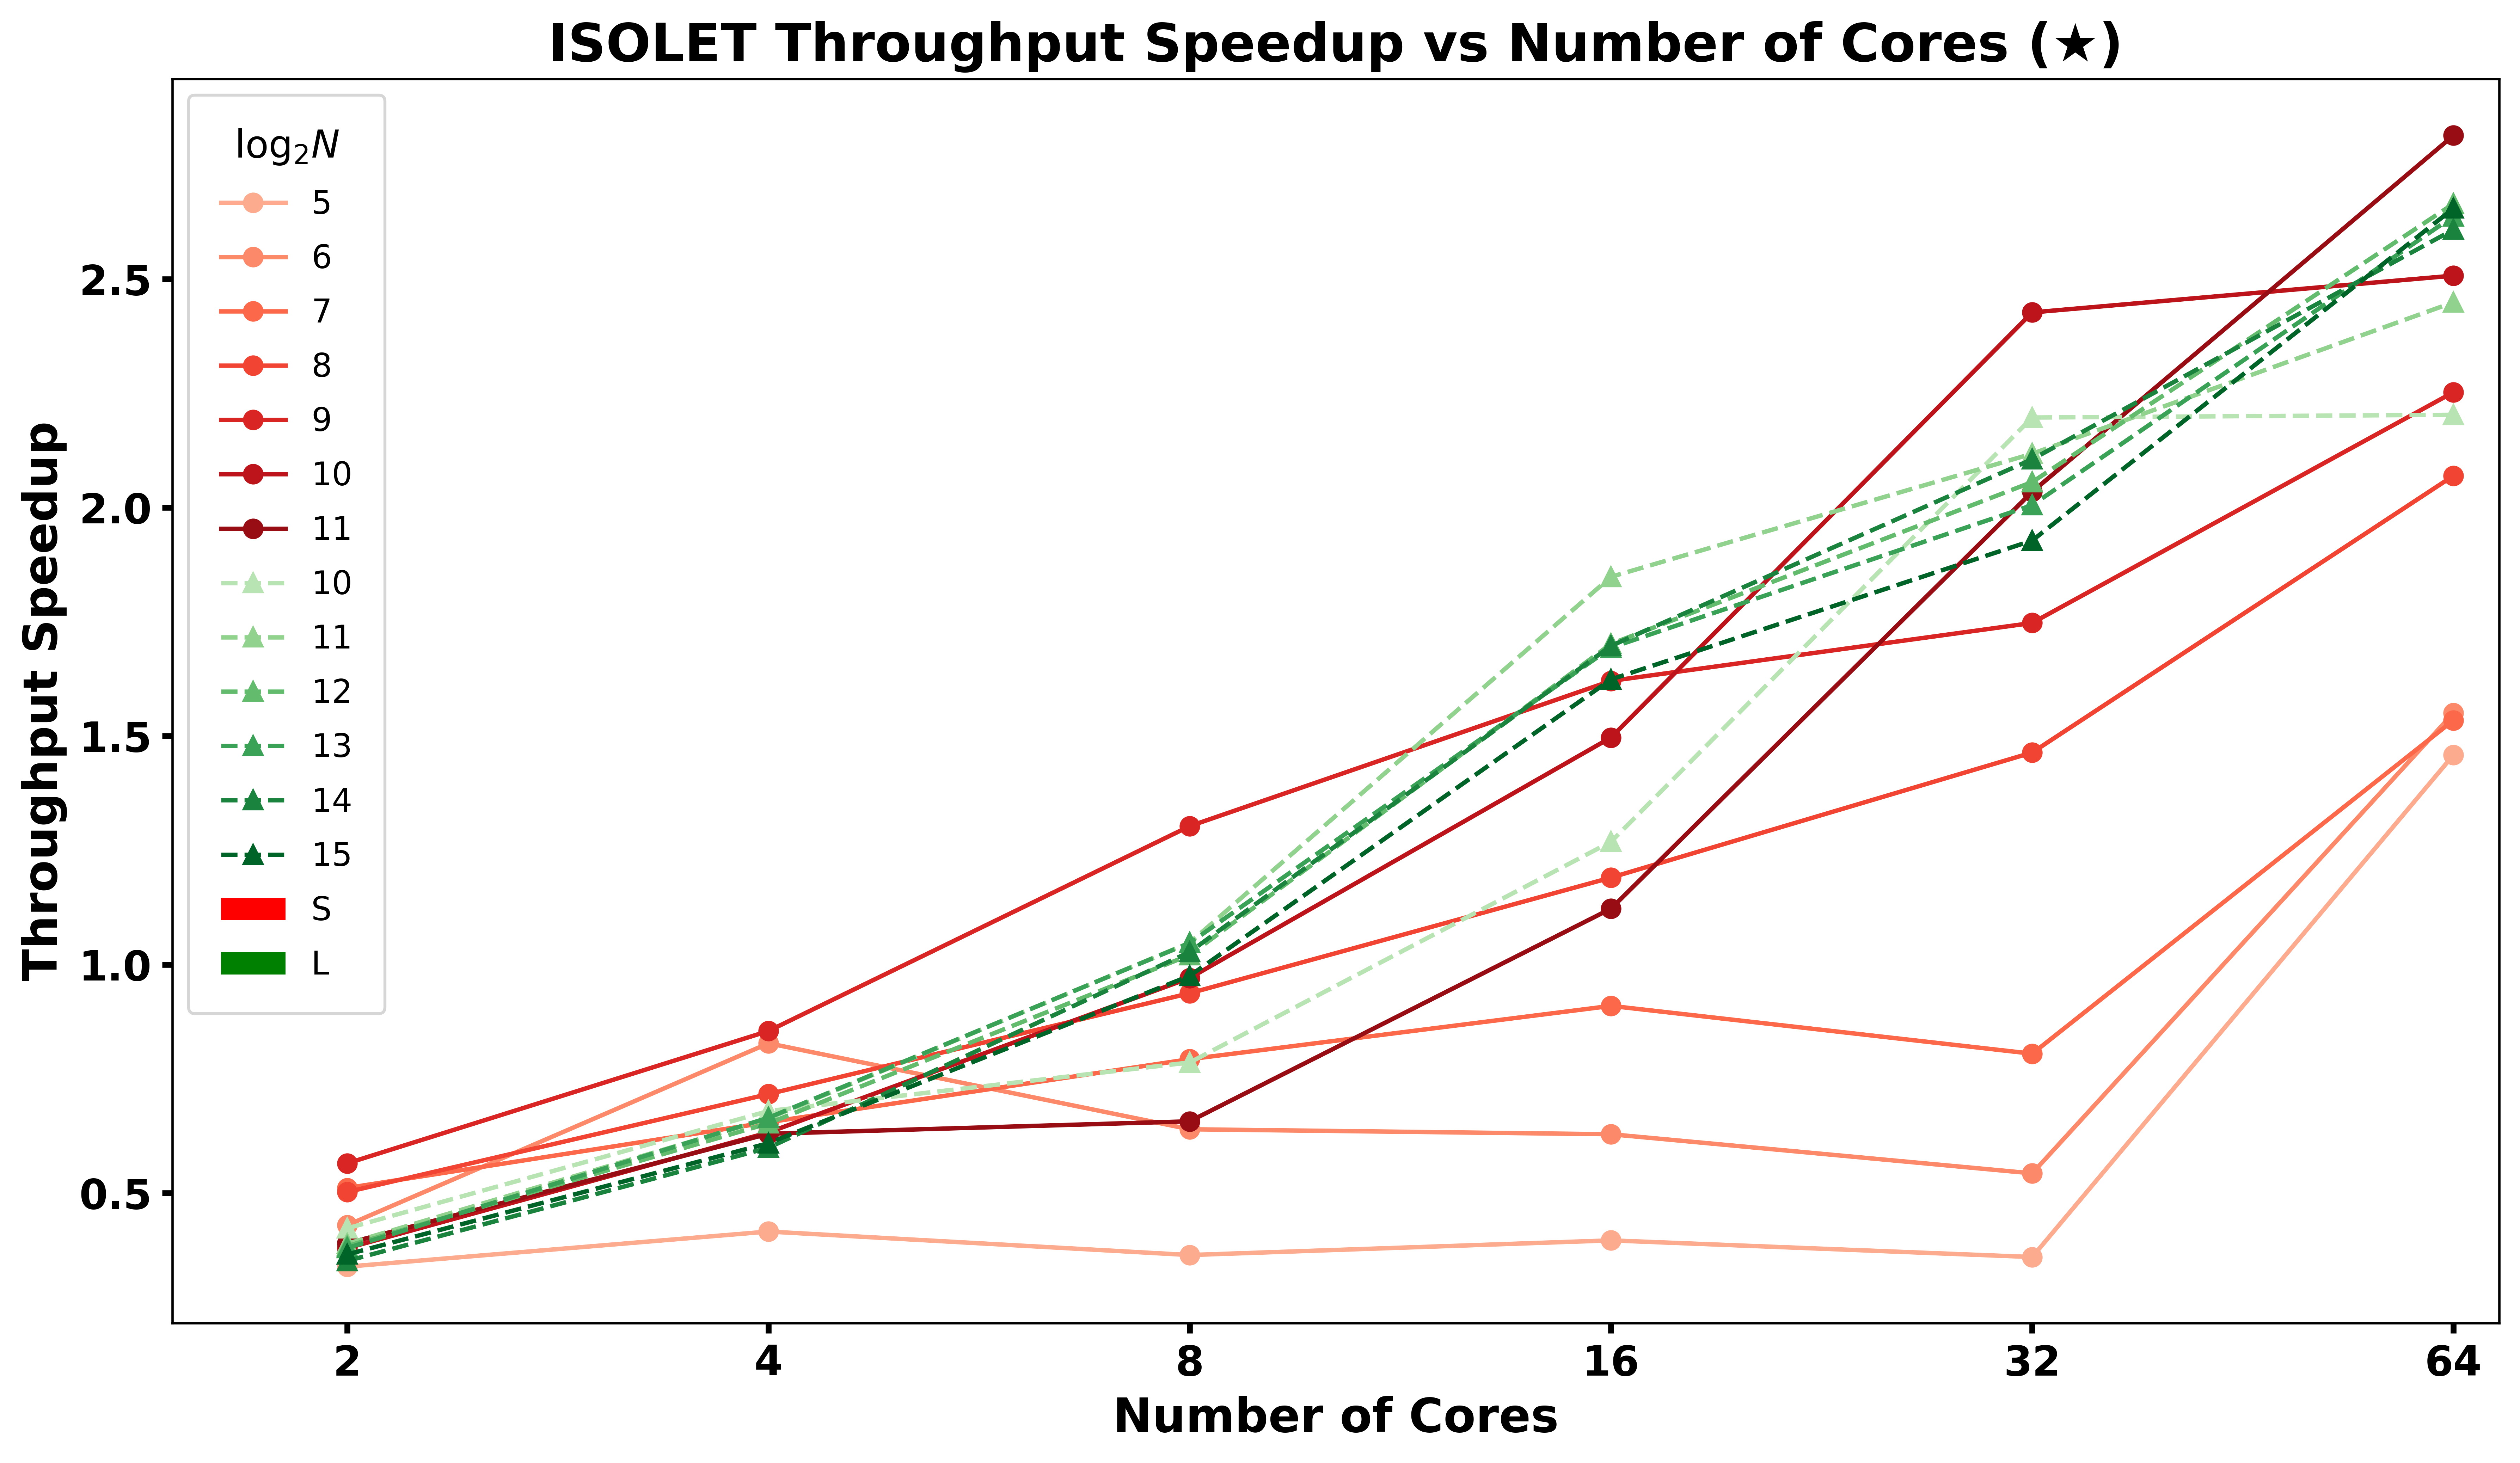 ISOLET Throughput Speedup vs Number of Cores (★)
Throughput Speedup
2.5
2.0
1.5
1.0
0.5
log₂N
5
6
7
8
9
10
11
10
11
12
13
14
15
S
L
2 4 8 16 32 64
Number of Cores